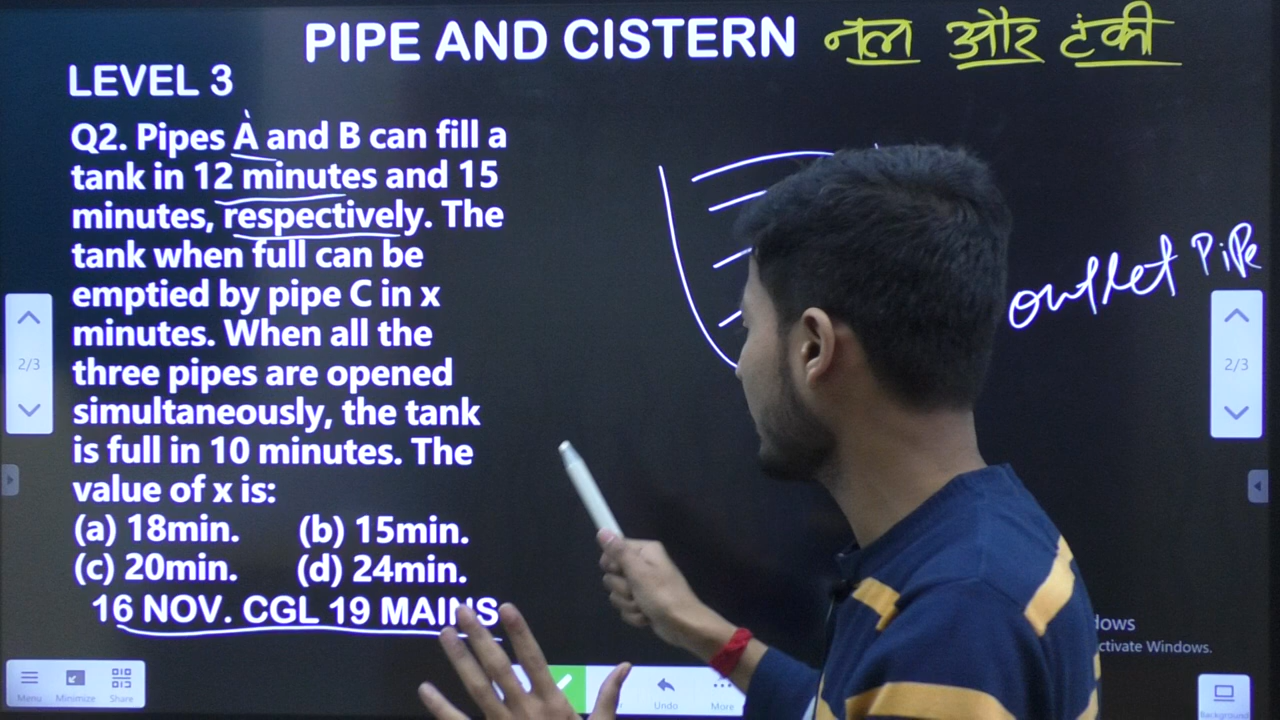 PIPE AND CISTERN नल और टंकी
LEVEL 3
Q2. Pipes A and B can fill a
tank in 12 minutes and 15
minutes, respectively. The
tank when full can be
emptied by pipe C in x
minutes. When all the
three pipes are opened
simultaneously, the tank
is full in 10 minutes. The
value of x is:
(a) 18min. (b) 15min.
(c) 20min. (d) 24min.
16 NOV. CGL 19 MAINS
outlet PiPe
2/3
2/3
ctivate Windows.
Menu Minimize Share
Undo More
Background